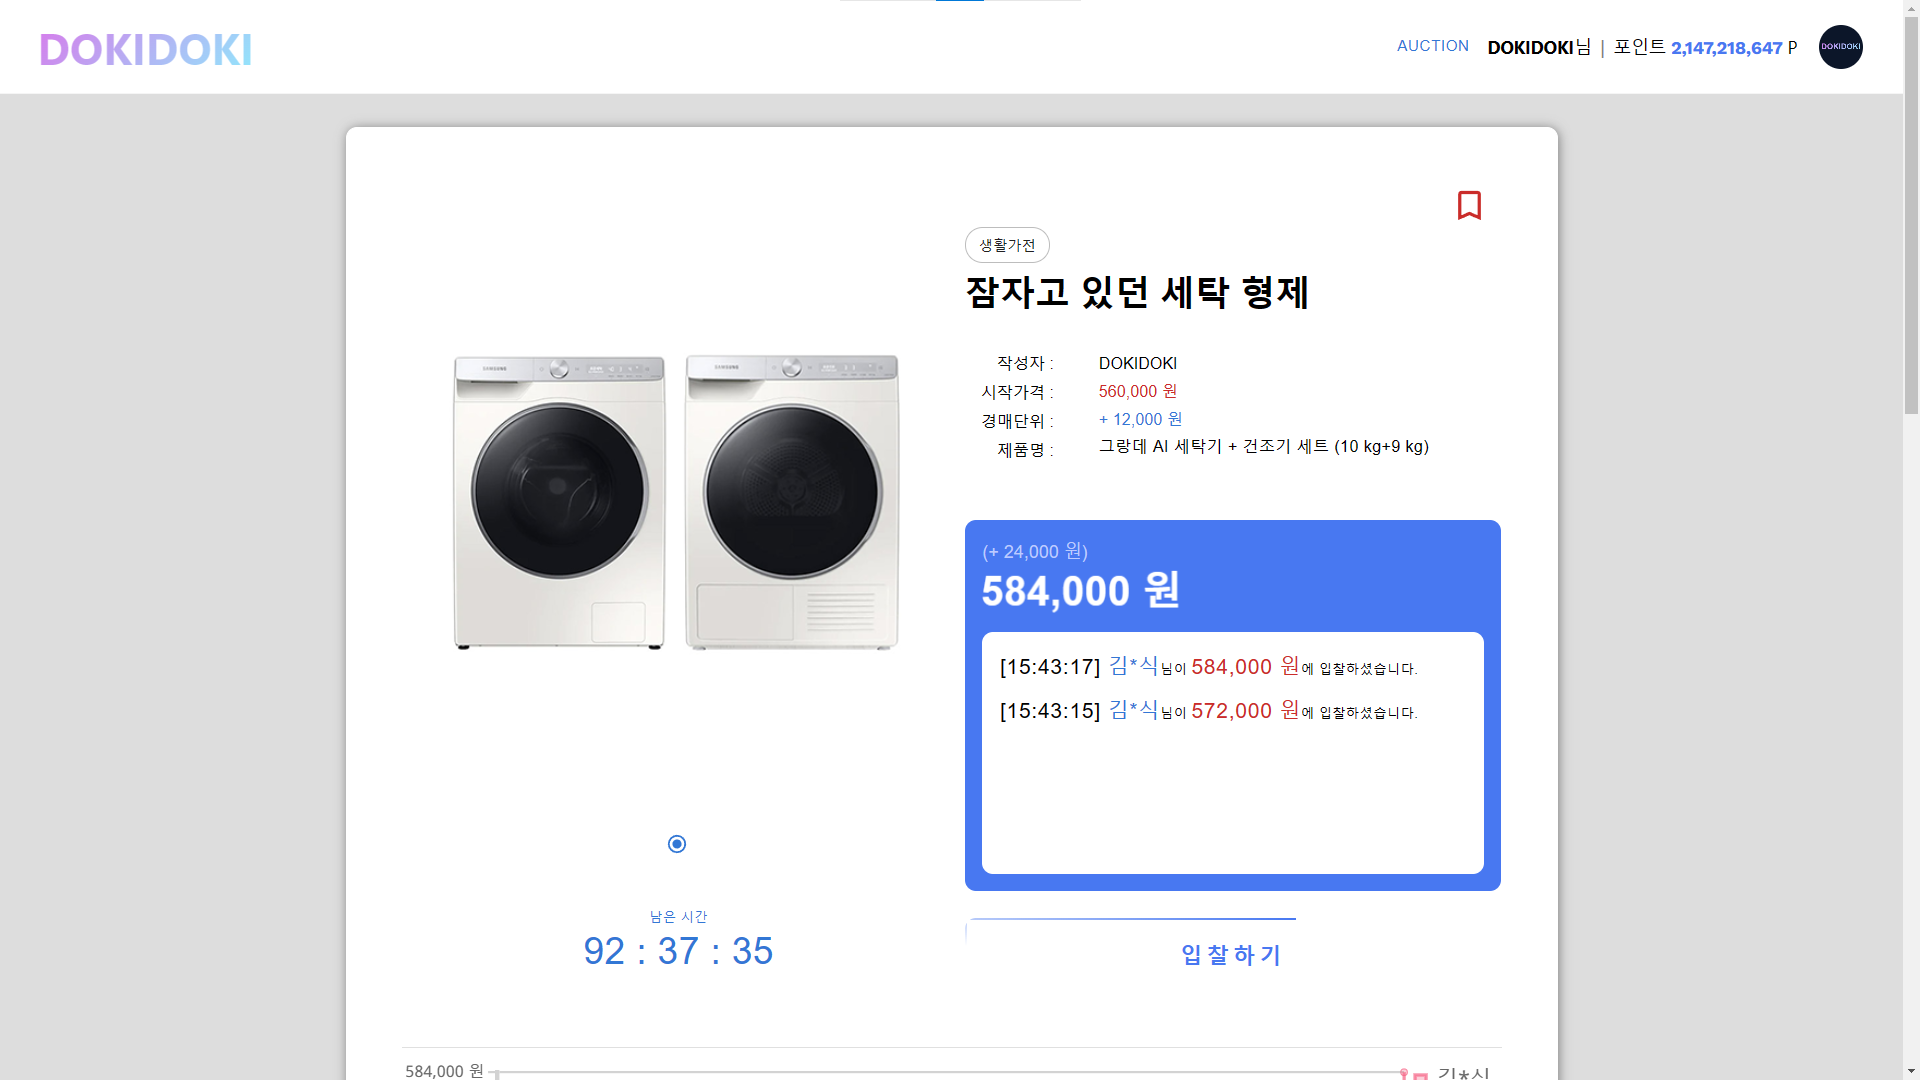 DOKIDOKI
AUCTION DOKIDOKI님 | 포인트 2,147,218,647 P
DOKIDOKI
생활가전
잠자고 있던 세탁 형제
작성자 : DOKIDOKI
시작가격 : 560,000 원
경매단위 : + 12,000 원
제품명 : 그랑데 AI 세탁기 + 건조기 세트 (10 kg+9 kg)
SAMSUNG
SAMSUNG
(+ 24,000 원)
584,000 원
[15:43:17] 김*식님이 584,000 원에 입찰하셨습니다.
[15:43:15] 김*식님이 572,000 원에 입찰하셨습니다.
남은 시간
92 : 37 : 35
입찰하기
584,000 원
김*식